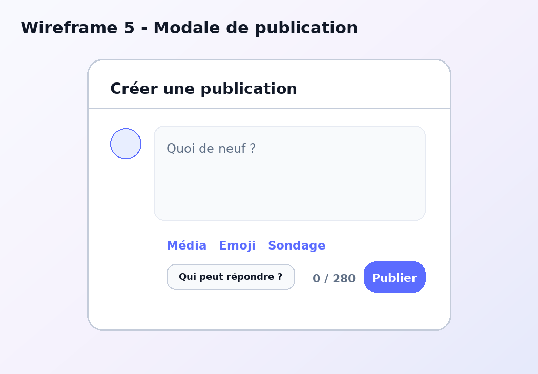 Wireframe 5 - Modale de publication
Créer une publication
Quoi de neuf ?
Média Emoji Sondage
Qui peut répondre ? 0 / 280 Publier